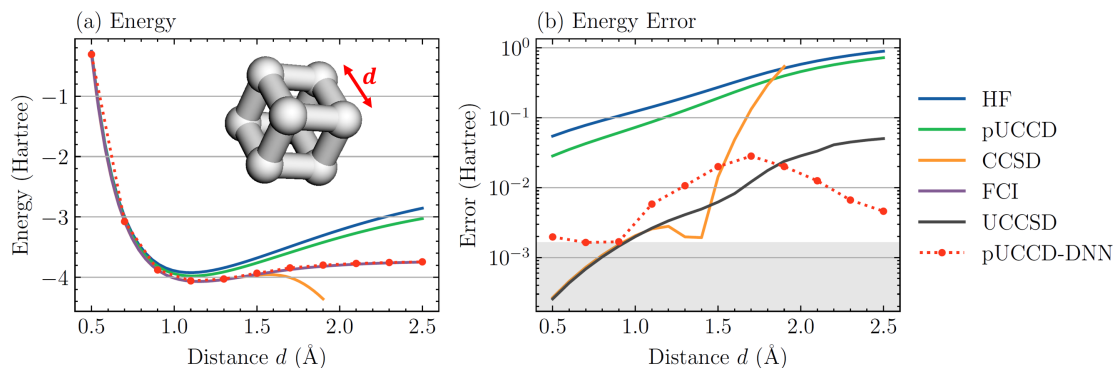 (a) Energy
d
−1
−2
−3
−4
0.5 1.0 1.5 2.0 2.5
Distance d (Å)
Energy (Hartree)
(b) Energy Error
10⁰
10⁻¹
10⁻²
10⁻³
0.5 1.0 1.5 2.0 2.5
Distance d (Å)
Error (Hartree)
HF
pUCCD
CCSD
FCI
UCCSD
pUCCD-DNN